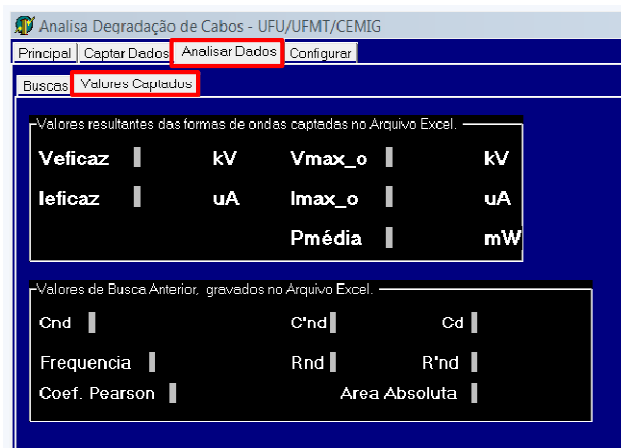 Analisa Degradação de Cabos - UFU/UFMT/CEMIG
Principal Captar Dados Analisar Dados Configurar
Buscas Valores Captados
Valores resultantes das formas de ondas captadas no Arquivo Excel.
Veficaz kV Vmax_o kV
Ieficaz uA Imax_o uA
Pmédia mW
Valores de Busca Anterior, gravados no Arquivo Excel.
Cnd C'nd Cd
Frequencia Rnd R'nd
Coef. Pearson Area Absoluta